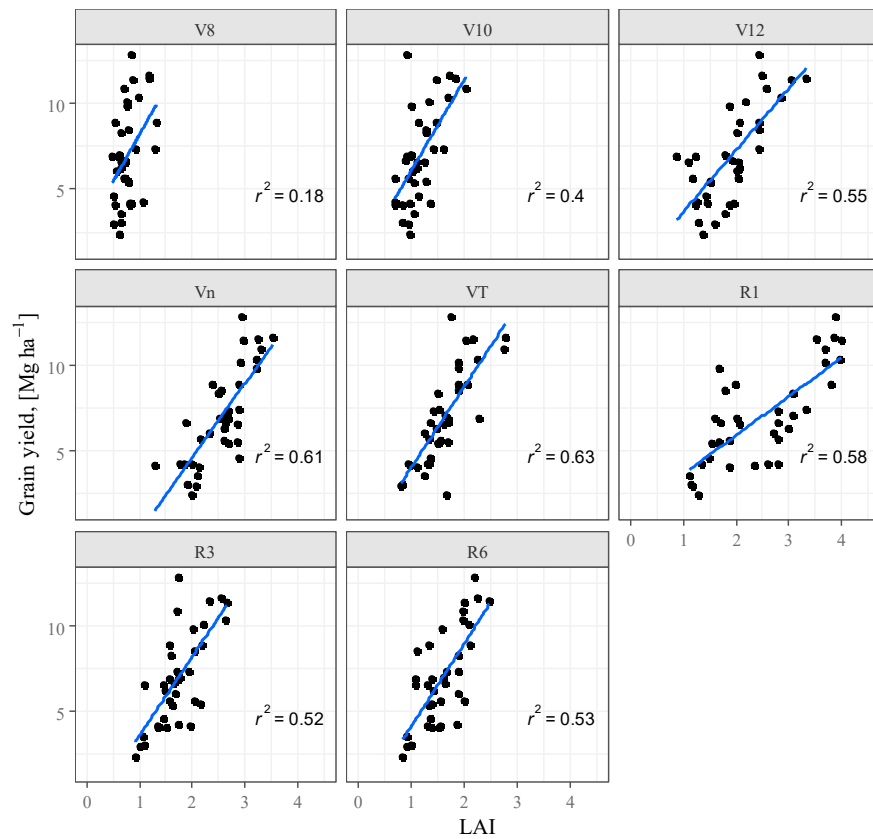 V8 V10 V12
10
5
r² = 0.18 r² = 0.4 r² = 0.55
Vn VT R1
Grain yield, [Mg ha⁻¹]
10
5
r² = 0.61 r² = 0.63 r² = 0.58
0 1 2 3 4
R3 R6
10
5
r² = 0.52 r² = 0.53
0 1 2 3 4 0 1 2 3 4
LAI